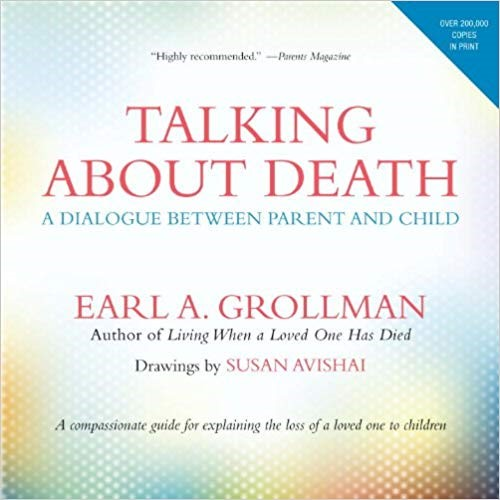 OVER 200,000
COPIES
IN PRINT
"Highly recommended." —Parents Magazine
TALKING
ABOUT DEATH
A DIALOGUE BETWEEN PARENT AND CHILD
EARL A. GROLLMAN
Author of Living When a Loved One Has Died
Drawings by SUSAN AVISHAI
A compassionate guide for explaining the loss of a loved one to children